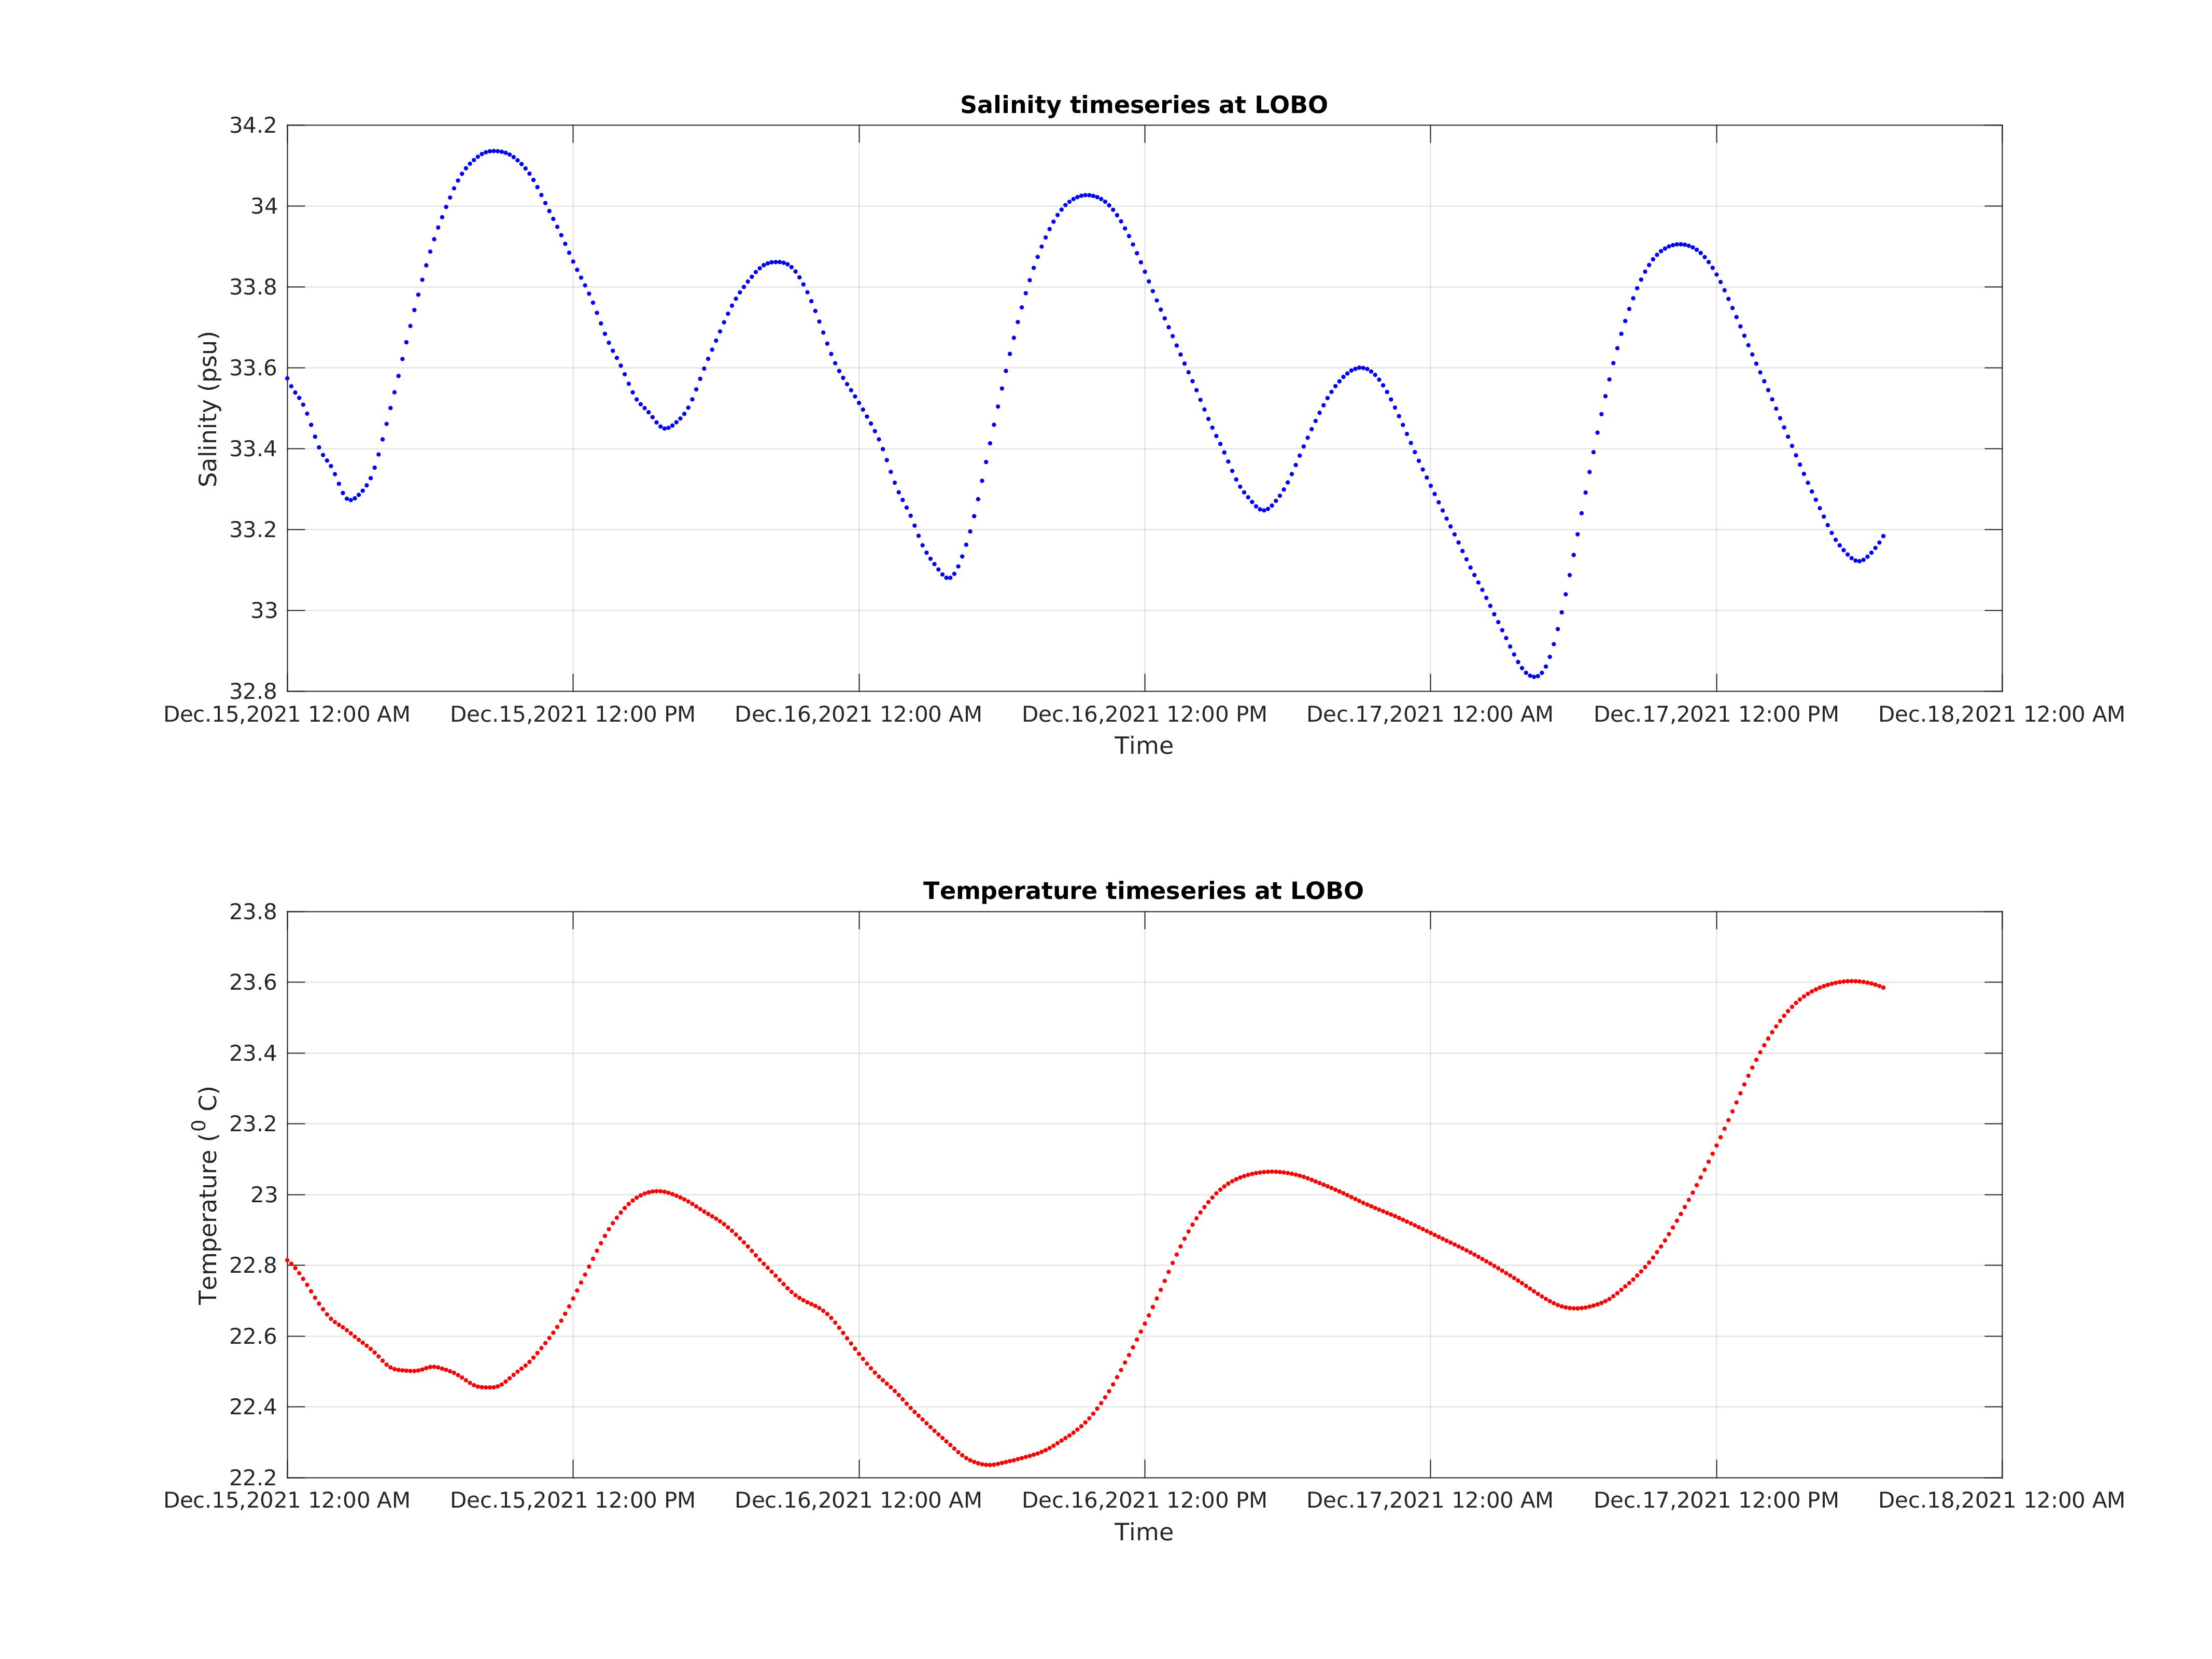 Salinity timeseries at LOBO
34.2
34
33.8
33.6
33.4
33.2
33
32.8
Salinity (psu)
Dec.15,2021 12:00 AM
Dec.15,2021 12:00 PM
Dec.16,2021 12:00 AM
Dec.16,2021 12:00 PM
Dec.17,2021 12:00 AM
Dec.17,2021 12:00 PM
Dec.18,2021 12:00 AM
Time
Temperature timeseries at LOBO
23.8
23.6
23.4
23.2
23
22.8
22.6
22.4
22.2
Temperature (⁰ C)
Dec.15,2021 12:00 AM
Dec.15,2021 12:00 PM
Dec.16,2021 12:00 AM
Dec.16,2021 12:00 PM
Dec.17,2021 12:00 AM
Dec.17,2021 12:00 PM
Dec.18,2021 12:00 AM
Time